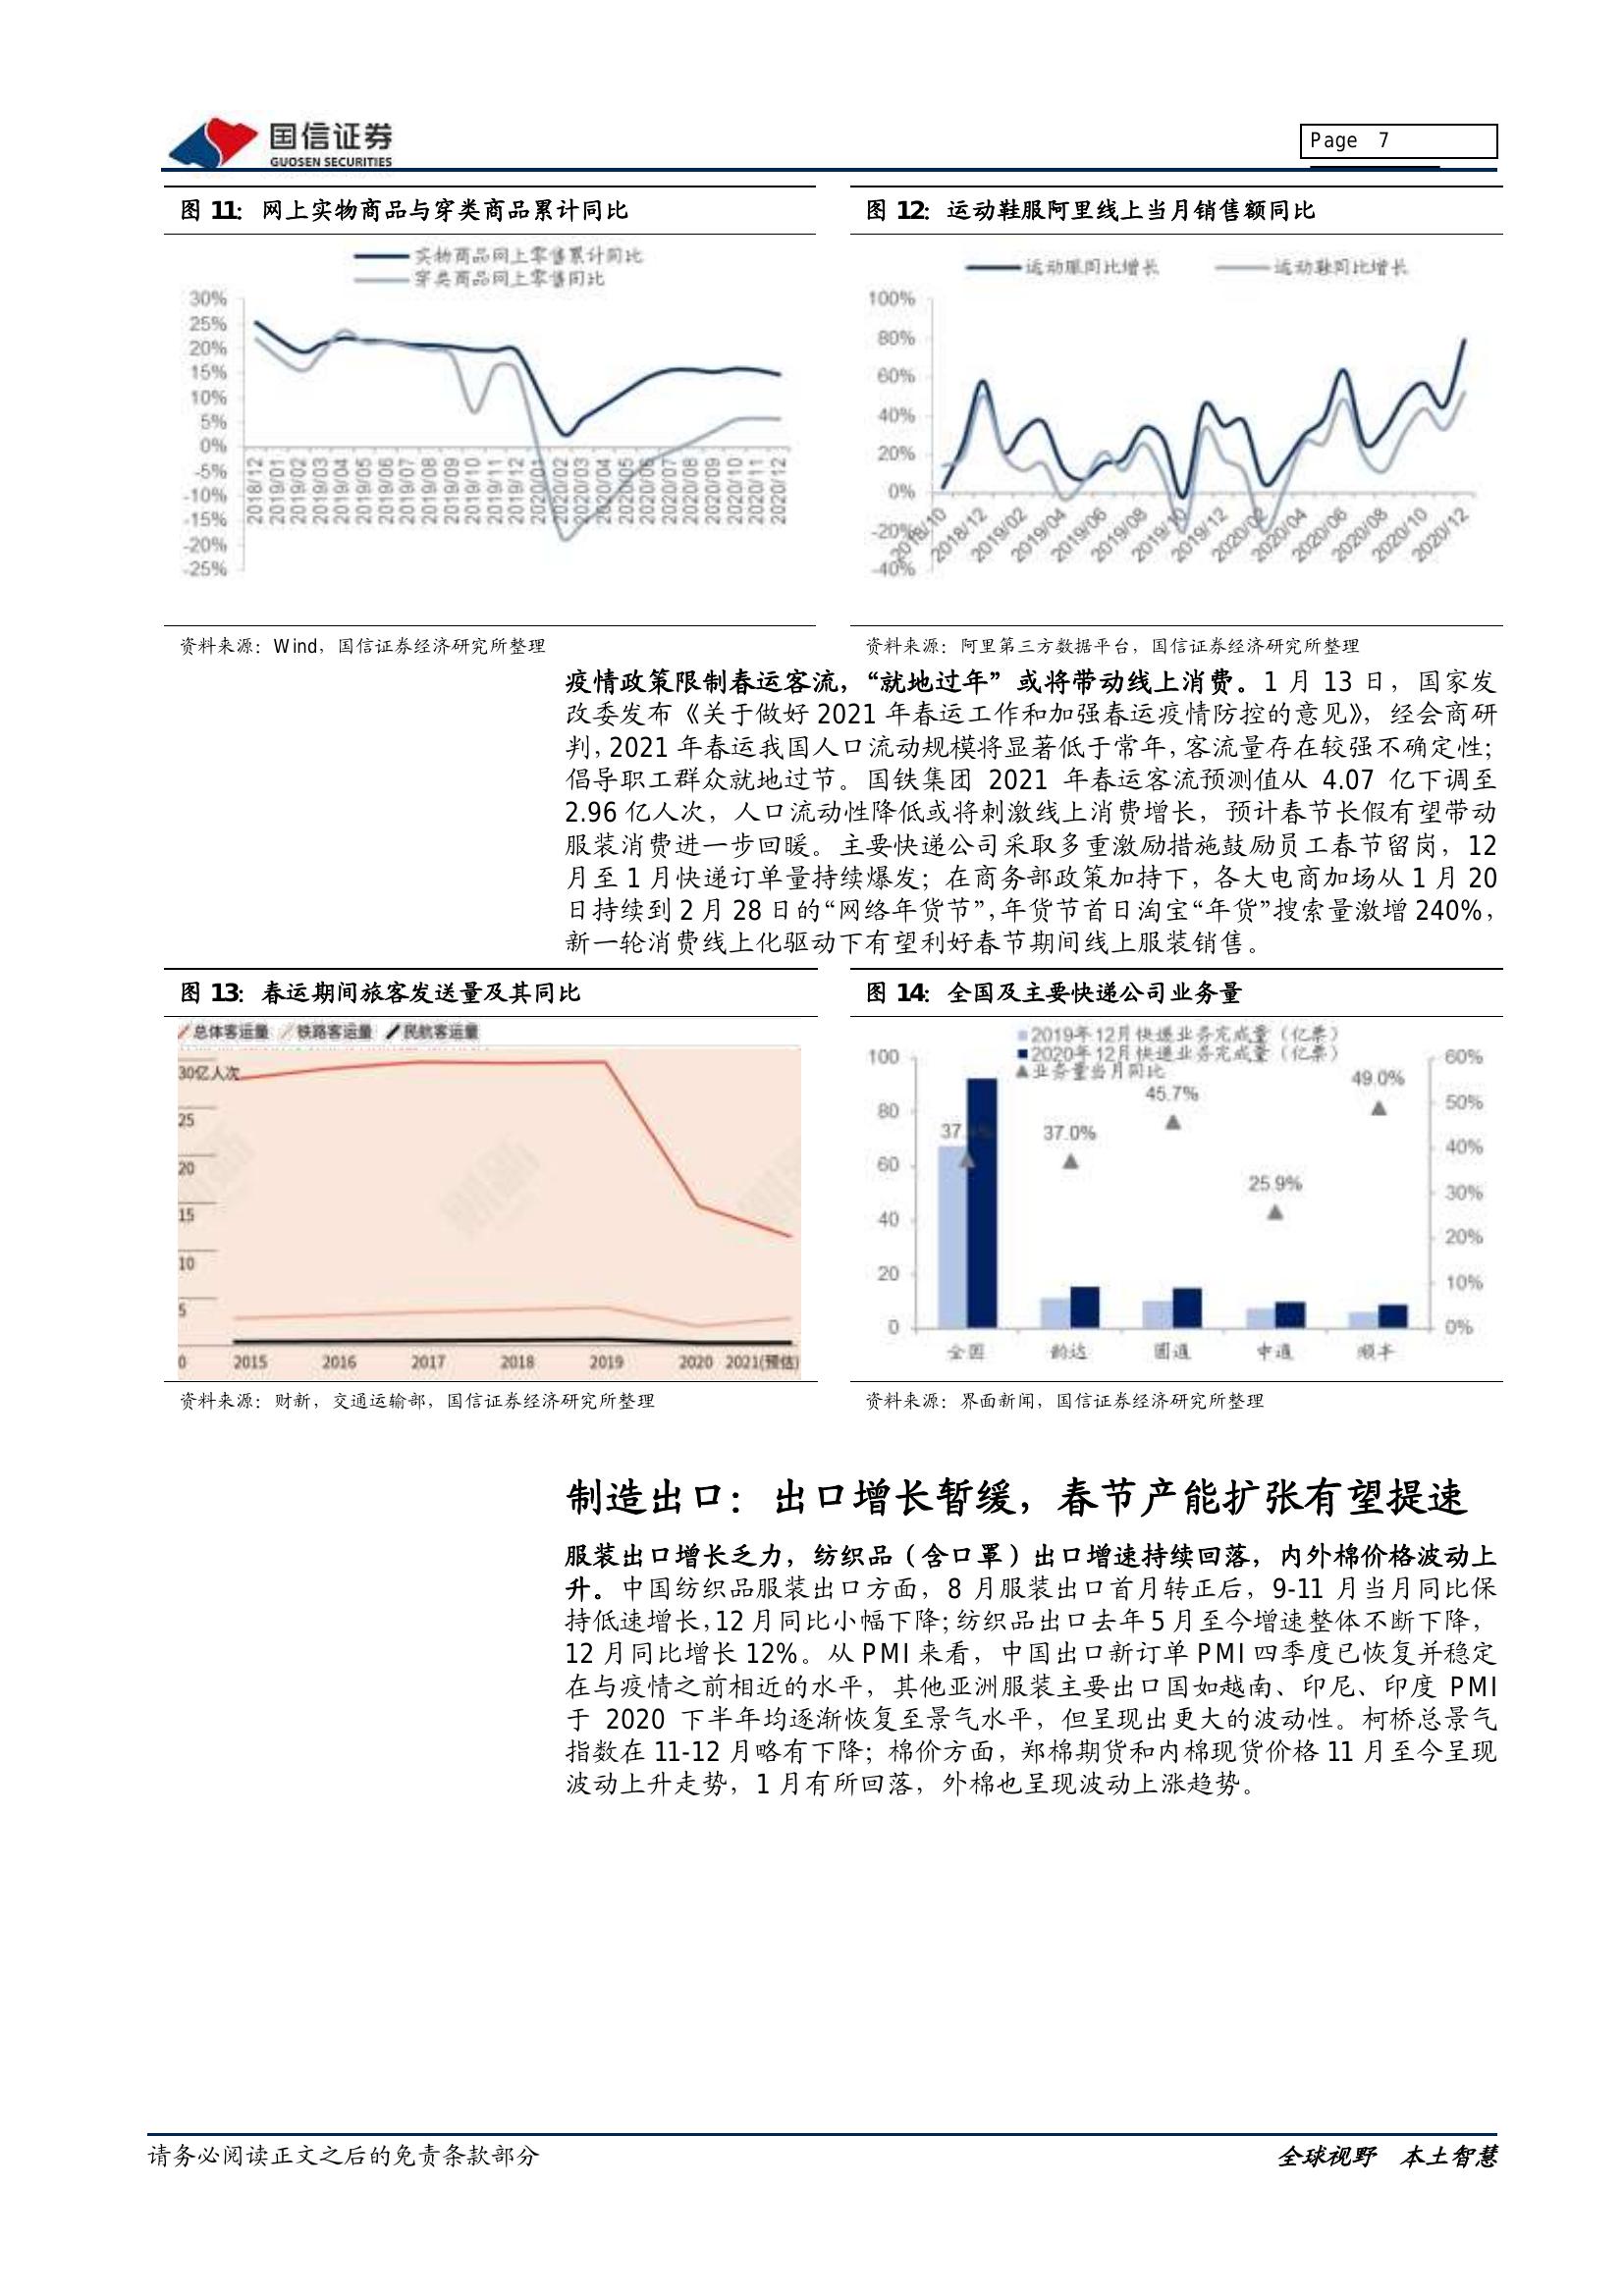 国信证券
GUOSEN SECURITIES
Page 7
图 11：网上实物商品与穿类商品累计同比
实物商品网上零售累计同比
穿类商品网上零售同比
30%
25%
20%
15%
10%
5%
0%
-5%
-10%
-15%
-20%
-25%
2018/12 2019/01 2019/02 2019/03 2019/04 2019/05 2019/06 2019/07 2019/08 2019/09 2019/10 2019/11 2019/12 2020/01 2020/02 2020/03 2020/04 2020/05 2020/06 2020/07 2020/08 2020/09 2020/10 2020/11 2020/12
资料来源：Wind，国信证券经济研究所整理
图 12：运动鞋服阿里线上当月销售额同比
运动服同比增长 运动鞋同比增长
100%
80%
60%
40%
20%
0%
-20%
-40%
2018/10 2018/12 2019/02 2019/04 2019/06 2019/08 2019/10 2019/12 2020/02 2020/04 2020/06 2020/08 2020/10 2020/12
资料来源：阿里第三方数据平台，国信证券经济研究所整理
疫情政策限制春运客流，“就地过年”或将带动线上消费。1 月 13 日，国家发
改委发布《关于做好 2021 年春运工作和加强春运疫情防控的意见》，经会商研
判，2021 年春运我国人口流动规模将显著低于常年，客流量存在较强不确定性；
倡导职工群众就地过节。国铁集团 2021 年春运客流预测值从 4.07 亿下调至
2.96 亿人次，人口流动性降低或将刺激线上消费增长，预计春节长假有望带动
服装消费进一步回暖。主要快递公司采取多重激励措施鼓励员工春节留岗，12
月至 1 月快递订单量持续爆发；在商务部政策加持下，各大电商加场从 1 月 20
日持续到 2 月 28 日的“网络年货节”，年货节首日淘宝“年货”搜索量激增 240%，
新一轮消费线上化驱动下有望利好春节期间线上服装销售。
图 13：春运期间旅客发送量及其同比
总体客运量 铁路客运量 民航客运量
30亿人次
25
20
15
10
5
0 2015 2016 2017 2018 2019 2020 2021(预估)
资料来源：财新，交通运输部，国信证券经济研究所整理
图 14：全国及主要快递公司业务量
2019年12月快递业务完成量（亿票）
2020年12月快递业务完成量（亿票）
业务量当月同比
100
80
60
40
20
0
37.0%
45.7%
25.9%
49.0%
60%
50%
40%
30%
20%
10%
0%
全国 韵达 圆通 申通 顺丰
资料来源：界面新闻，国信证券经济研究所整理
制造出口：出口增长暂缓，春节产能扩张有望提速
服装出口增长乏力，纺织品（含口罩）出口增速持续回落，内外棉价格波动上
升。中国纺织品服装出口方面，8 月服装出口首月转正后，9-11 月当月同比保
持低速增长，12 月同比小幅下降；纺织品出口去年 5 月至今增速整体不断下降，
12 月同比增长 12%。从 PMI 来看，中国出口新订单 PMI 四季度已恢复并稳定
在与疫情之前相近的水平，其他亚洲服装主要出口国如越南、印尼、印度 PMI
于 2020 下半年均逐渐恢复至景气水平，但呈现出更大的波动性。柯桥总景气
指数在 11-12 月略有下降；棉价方面，郑棉期货和内棉现货价格 11 月至今呈现
波动上升走势，1 月有所回落，外棉也呈现波动上涨趋势。
请务必阅读正文之后的免责条款部分
全球视野 本土智慧